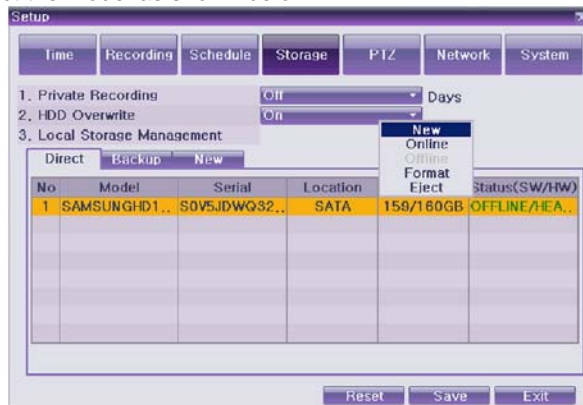 Setup
Time Recording Schedule Storage PTZ Network System
1. Private Recording Off Days
2. HDD Overwrite On
3. Local Storage Management
New
Online
Offline
Format
Eject
Direct Backup New
No Model Serial Location Status(SW/HW)
1 SAMSUNGHD1.. S0V5JDWQ32.. SATA 159/160GB OFFLINE/HEA..
Reset Save Exit